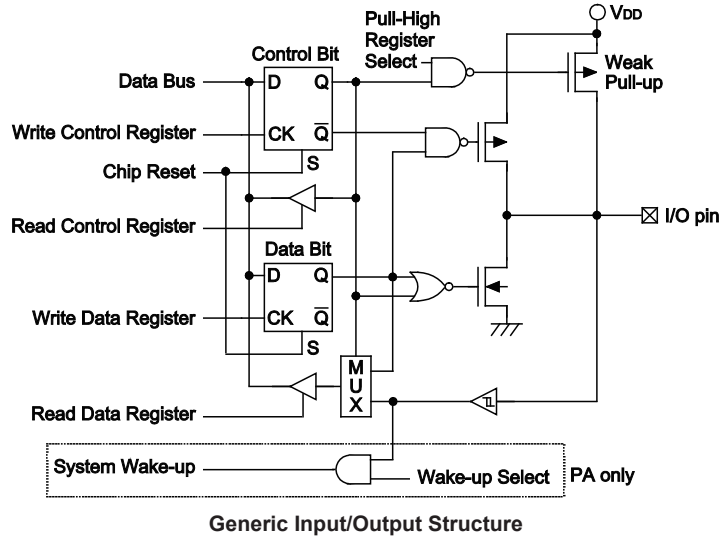 VDD
Pull-High
Register
Select
Weak
Pull-up
Control Bit
Data Bus
D
Q
Write Control Register
CK
Q̅
Chip Reset
S
Read Control Register
I/O pin
Data Bit
D
Q
Write Data Register
CK
Q̅
S
M
U
X
Read Data Register
System Wake-up
Wake-up Select
PA only
Generic Input/Output Structure